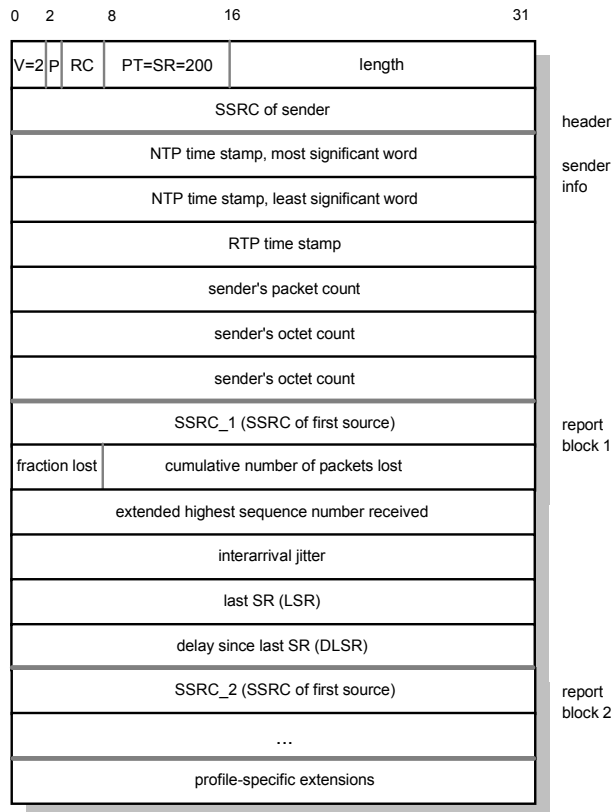 0 2 8 16 31
V=2 P RC PT=SR=200 length
SSRC of sender
header
NTP time stamp, most significant word
sender
info
NTP time stamp, least significant word
RTP time stamp
sender's packet count
sender's octet count
sender's octet count
SSRC_1 (SSRC of first source)
report
block 1
fraction lost cumulative number of packets lost
extended highest sequence number received
interarrival jitter
last SR (LSR)
delay since last SR (DLSR)
SSRC_2 (SSRC of first source)
report
block 2
...
profile-specific extensions